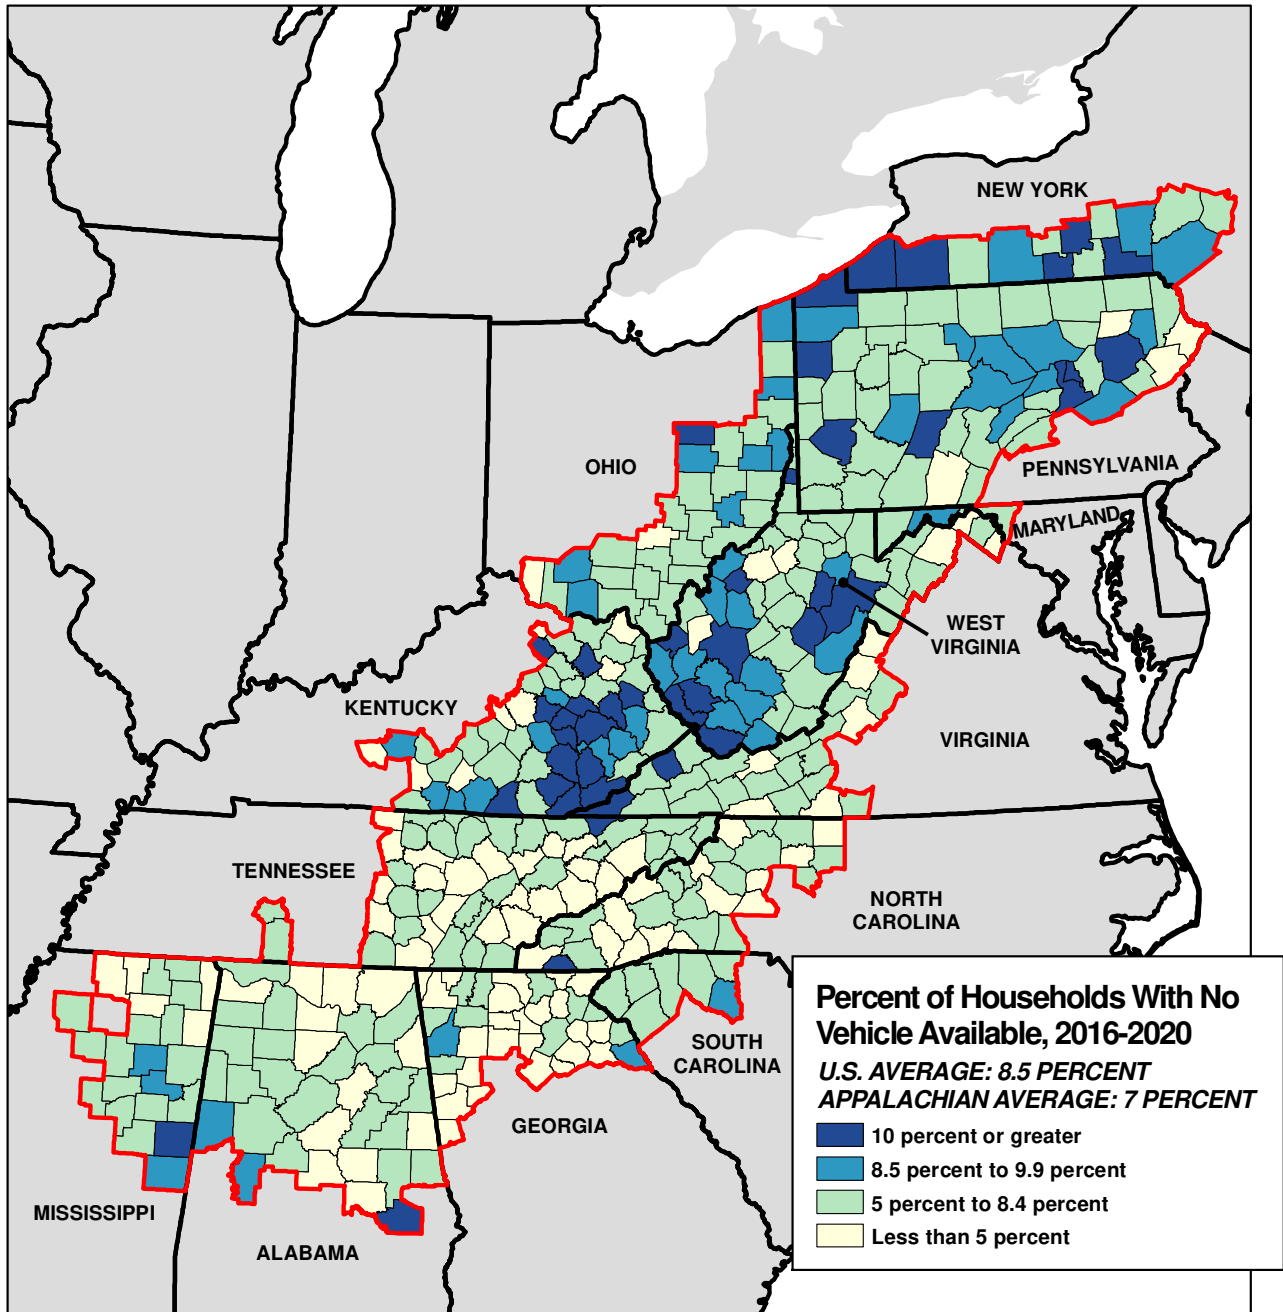 NEW YORK
OHIO
PENNSYLVANIA
MARYLAND
WEST
VIRGINIA
KENTUCKY
VIRGINIA
TENNESSEE
NORTH
CAROLINA
SOUTH
CAROLINA
GEORGIA
MISSISSIPPI
ALABAMA
Percent of Households With No
Vehicle Available, 2016-2020
U.S. AVERAGE: 8.5 PERCENT
APPALACHIAN AVERAGE: 7 PERCENT
10 percent or greater
8.5 percent to 9.9 percent
5 percent to 8.4 percent
Less than 5 percent